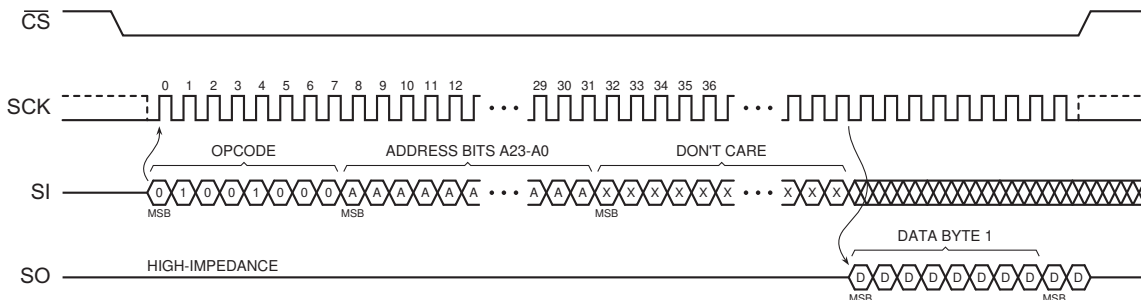 CS
0 1 2 3 4 5 6 7 8 9 10 11 12 29 30 31 32 33 34 35 36
SCK
OPCODE ADDRESS BITS A23-A0 DON'T CARE
SI 0 1 0 0 1 0 0 0 A A A A A A A A A X X X X X X X X X
MSB MSB MSB
DATA BYTE 1
HIGH-IMPEDANCE
SO D D D D D D D D D D
MSB MSB